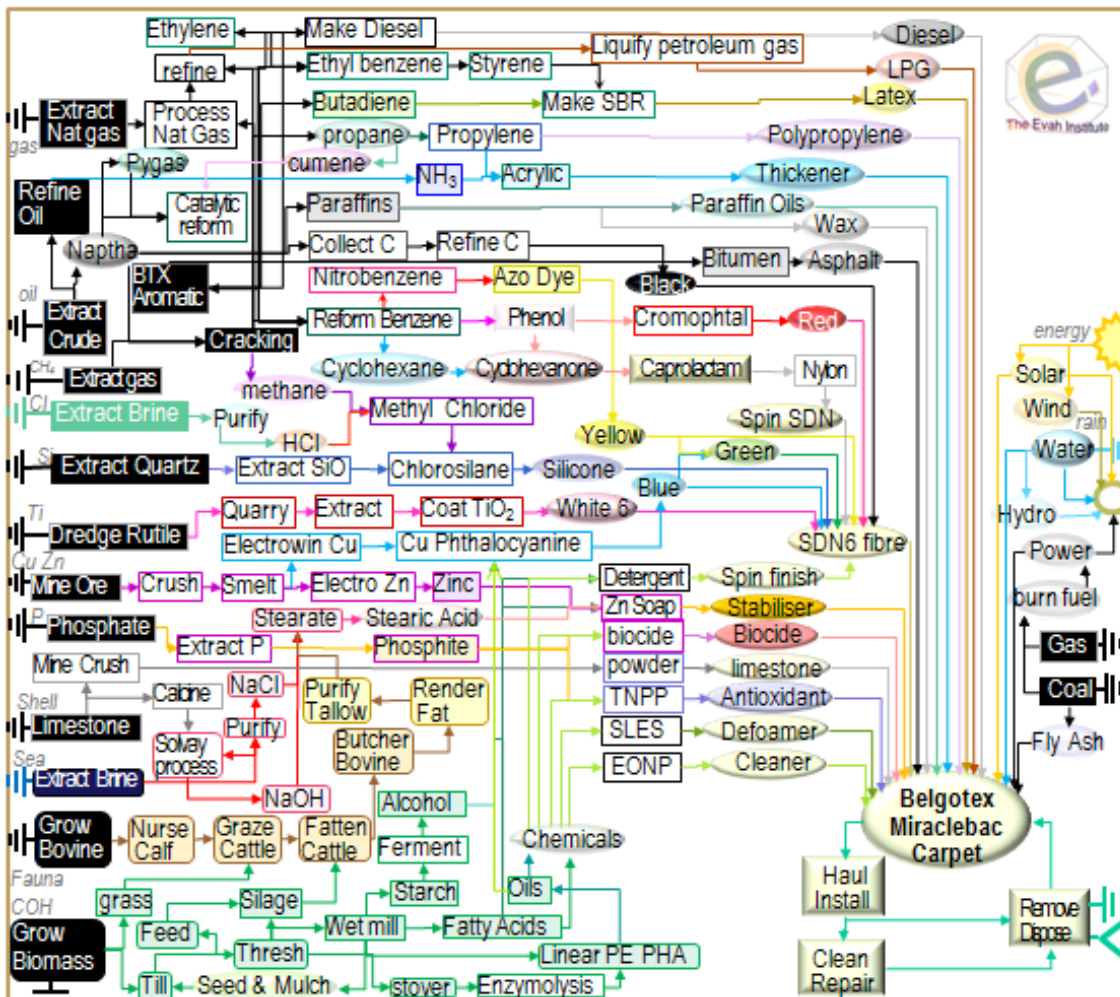 Ethylene
Make Diesel
Diesel
Liquify petroleum gas
The Evah Institute
refine
Ethyl benzene
Styrene
LPG
Extract
Nat gas
Process
Nat Gas
Butadiene
Make SBR
Latex
gas
propane
Propylene
Polypropylene
Pygas
cumene
NH3
Acrylic
Thickener
Refine
Oil
Catalytic
reform
Paraffins
Paraffin Oils
Wax
Naptha
Collect C
Refine C
Bitumen
Asphalt
BTX
Aromatic
Nitrobenzene
Azo Dye
Black
oil
Extract
Crude
Reform Benzene
Phenol
Cromophtal
Red
energy
Cracking
CH4
Extract gas
Cyclohexane
Cyclohexanone
Caprolactam
Nylon
Solar
methane
Cl
Extract Brine
Purify
Methyl Chloride
Spin SDN
Wind
HCl
Yellow
rain
Si
Extract Quartz
Extract SiO
Chlorosilane
Silicone
Green
Water
Blue
Ti
Dredge Rutile
Quarry
Extract
Coat TiO2
White 6
Hydro
Electrowin Cu
Cu Phthalocyanine
SDN6 fibre
Power
Cu Zn
Mine Ore
Crush
Smelt
Electro Zn
Zinc
Detergent
Spin finish
burn fuel
Stearate
Stearic Acid
Zn Soap
Stabiliser
P
Phosphate
Extract P
Phosphite
biocide
Biocide
Gas
Mine Crush
powder
limestone
Calcine
NaCl
Purify
Tallow
Render
Fat
TNPP
Antioxidant
Coal
Shell
Limestone
Purify
SLES
Defoamer
Solvay
process
Butcher
Bovine
Fly Ash
Sea
Extract Brine
EONP
Cleaner
NaOH
Alcohol
Belgotex
Miraclebac
Carpet
Grow
Bovine
Nurse
Calf
Graze
Cattle
Fatten
Cattle
Ferment
Chemicals
Haul
Install
Fauna
grass
Silage
Starch
Oils
COH
Remove
Dispose
Grow
Biomass
Feed
Wet mill
Fatty Acids
Thresh
Linear PE PHA
Clean
Repair
Till
Seed & Mulch
stover
Enzymolysis